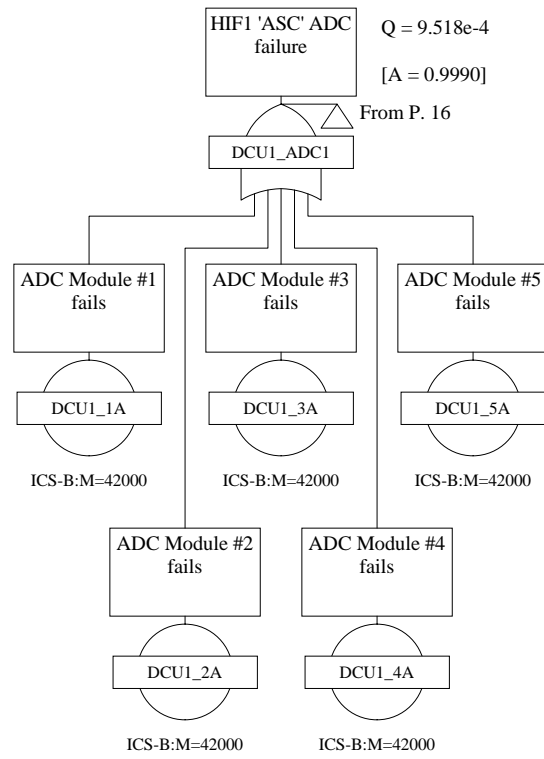 HIF1 'ASC' ADC
failure
Q = 9.518e-4
[A = 0.9990]
From P. 16
DCU1_ADC1
ADC Module #1
fails
ADC Module #3
fails
ADC Module #5
fails
DCU1_1A
DCU1_3A
DCU1_5A
ICS-B:M=42000
ICS-B:M=42000
ICS-B:M=42000
ADC Module #2
fails
ADC Module #4
fails
DCU1_2A
DCU1_4A
ICS-B:M=42000
ICS-B:M=42000